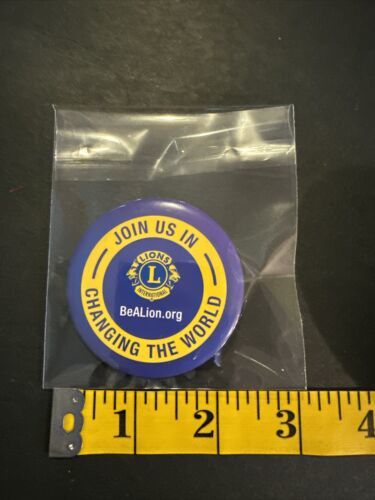 JOIN US IN
LIONS
L
INTERNATIONAL
BeALion.org
CHANGING THE WORLD
1 2 3 4